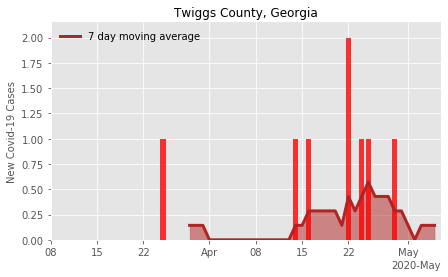 Twiggs County, Georgia
7 day moving average
New Covid-19 Cases
2.00
1.75
1.50
1.25
1.00
0.75
0.50
0.25
0.00
08 15 22 Apr 08 15 22 May
2020-May